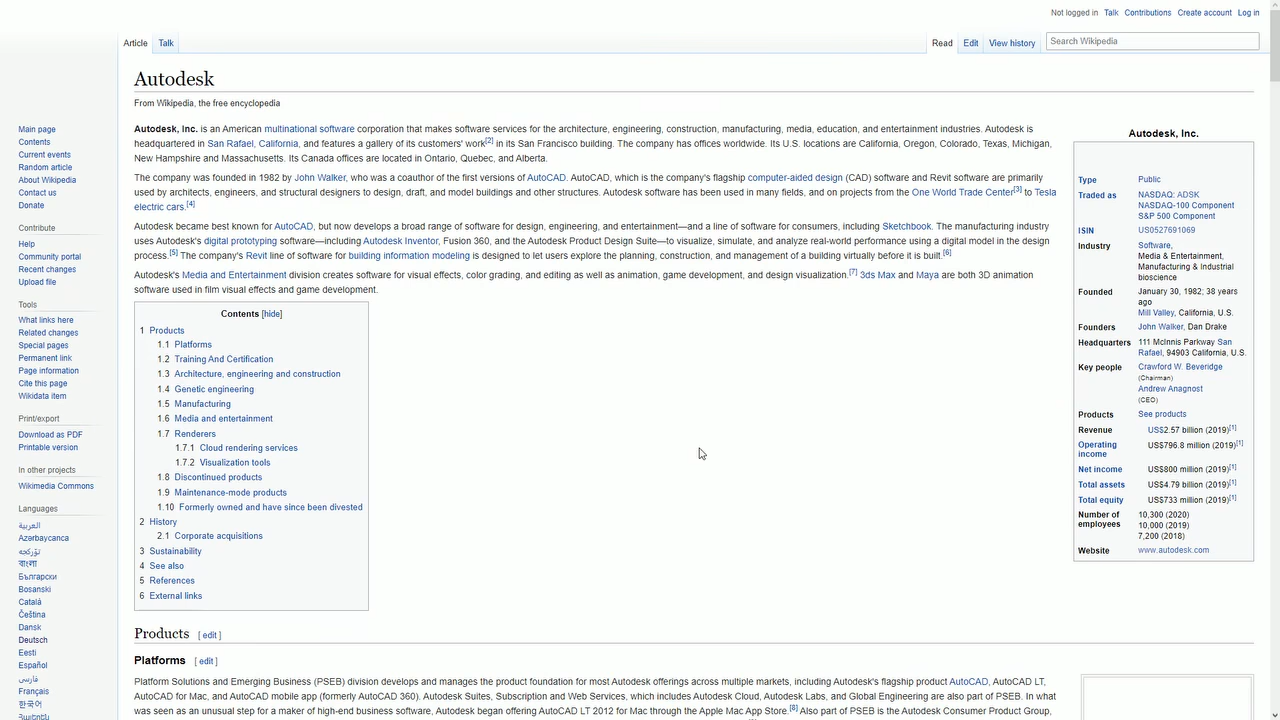 Not logged in Talk Contributions Create account Log in
Article Talk
Read Edit View history Search Wikipedia
Autodesk
From Wikipedia, the free encyclopedia
Main page
Contents
Current events
Random article
About Wikipedia
Contact us
Donate
Contribute
Help
Community portal
Recent changes
Upload file
Tools
What links here
Related changes
Special pages
Permanent link
Page information
Cite this page
Wikidata item
Print/export
Download as PDF
Printable version
In other projects
Wikimedia Commons
Languages
العربية
Azərbaycanca
تۆرکجه
বাংলা
Български
Bosanski
Català
Čeština
Dansk
Deutsch
Eesti
Español
فارسی
Français
한국어
Հայերեն
Autodesk, Inc. is an American multinational software corporation that makes software services for the architecture, engineering, construction, manufacturing, media, education, and entertainment industries. Autodesk is
headquartered in San Rafael, California, and features a gallery of its customers' work[2] in its San Francisco building. The company has offices worldwide. Its U.S. locations are California, Oregon, Colorado, Texas, Michigan,
New Hampshire and Massachusetts. Its Canada offices are located in Ontario, Quebec, and Alberta.
The company was founded in 1982 by John Walker, who was a coauthor of the first versions of AutoCAD. AutoCAD, which is the company's flagship computer-aided design (CAD) software and Revit software are primarily
used by architects, engineers, and structural designers to design, draft, and model buildings and other structures. Autodesk software has been used in many fields, and on projects from the One World Trade Center[3] to Tesla
electric cars.[4]
Autodesk became best known for AutoCAD, but now develops a broad range of software for design, engineering, and entertainment—and a line of software for consumers, including Sketchbook. The manufacturing industry
uses Autodesk's digital prototyping software—including Autodesk Inventor, Fusion 360, and the Autodesk Product Design Suite—to visualize, simulate, and analyze real-world performance using a digital model in the design
process.[5] The company's Revit line of software for building information modeling is designed to let users explore the planning, construction, and management of a building virtually before it is built.[6]
Autodesk's Media and Entertainment division creates software for visual effects, color grading, and editing as well as animation, game development, and design visualization.[7] 3ds Max and Maya are both 3D animation
software used in film visual effects and game development.
Contents [hide]
1 Products
1.1 Platforms
1.2 Training And Certification
1.3 Architecture, engineering and construction
1.4 Genetic engineering
1.5 Manufacturing
1.6 Media and entertainment
1.7 Renderers
1.7.1 Cloud rendering services
1.7.2 Visualization tools
1.8 Discontinued products
1.9 Maintenance-mode products
1.10 Formerly owned and have since been divested
2 History
2.1 Corporate acquisitions
3 Sustainability
4 See also
5 References
6 External links
Products [ edit ]
Platforms [ edit ]
Platform Solutions and Emerging Business (PSEB) division develops and manages the product foundation for most Autodesk offerings across multiple markets, including Autodesk's flagship product AutoCAD, AutoCAD LT,
AutoCAD for Mac, and AutoCAD mobile app (formerly AutoCAD 360). Autodesk Suites, Subscription and Web Services, which includes Autodesk Cloud, Autodesk Labs, and Global Engineering are also part of PSEB. In what
was seen as an unusual step for a maker of high-end business software, Autodesk began offering AutoCAD LT 2012 for Mac through the Apple Mac App Store.[8] Also part of PSEB is the Autodesk Consumer Product Group,
Autodesk, Inc.
Type Public
Traded as NASDAQ: ADSK
NASDAQ-100 Component
S&P 500 Component
ISIN US0527691069
Industry Software,
Media & Entertainment,
Manufacturing & Industrial
bioscience
Founded January 30, 1982; 38 years
ago
Mill Valley, California, U.S.
Founders John Walker, Dan Drake
Headquarters 111 McInnis Parkway San
Rafael, 94903 California, U.S.
Key people Crawford W. Beveridge
(Chairman)
Andrew Anagnost
(CEO)
Products See products
Revenue US$2.57 billion (2019)[1]
Operating income US$796.8 million (2019)[1]
Net income US$800 million (2019)[1]
Total assets US$4.79 billion (2019)[1]
Total equity US$733 million (2019)[1]
Number of employees 10,300 (2020)
10,000 (2019)
7,200 (2018)
Website www.autodesk.com